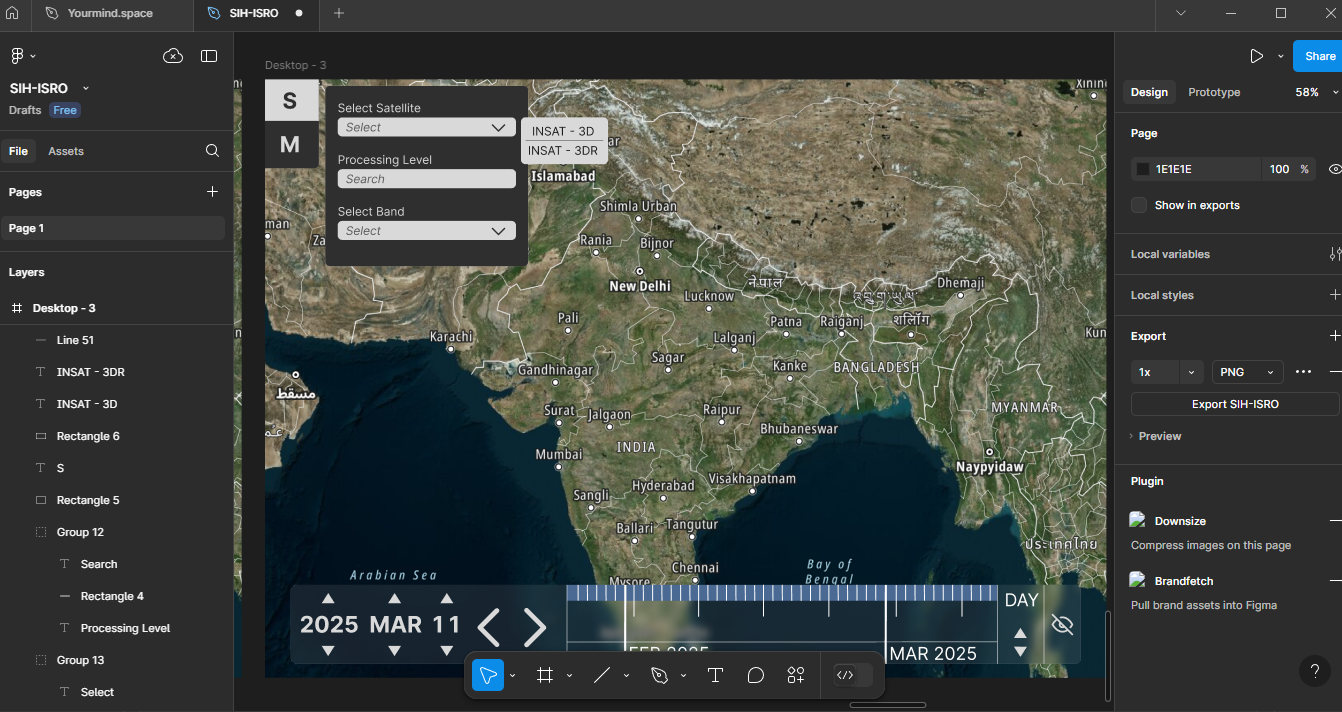 Yourmind.space
SIH-ISRO
SIH-ISRO
Drafts Free
File Assets
Pages
Page 1
Layers
Desktop - 3
Line 51
INSAT - 3DR
INSAT - 3D
Rectangle 6
S
Rectangle 5
Group 12
Search
Rectangle 4
Processing Level
Group 13
Select
Desktop - 3
S
M
Select Satellite
Select
Processing Level
Search
Select Band
Select
INSAT - 3D
INSAT - 3DR
Islamabad
Shimla Urban
Rania
Bijnor
New Delhi
Lucknow
नेपाल
Dhemaji
Pali
Patna
Raiganj
शलिॉंग
Karachi
Lalganj
Sagar
Kanke
BANGLADESH
Gandhinagar
مسقط
Surat
Jalgaon
Raipur
MYANMAR
Bhubaneswar
INDIA
Mumbai
Naypyidaw
Hyderabad
Visakhapatnam
Sangli
Ballari
Tangutur
ประเทศไทย
Chennai
Bay of
Bengal
Arabian Sea
Mysore
2025 MAR 11
FEB 2025
MAR 2025
DAY
Share
Design Prototype 58%
Page
1E1E1E 100 %
Show in exports
Local variables
Local styles
Export
1x PNG
Export SIH-ISRO
Preview
Plugin
Downsize
Compress images on this page
Brandfetch
Pull brand assets into Figma
?